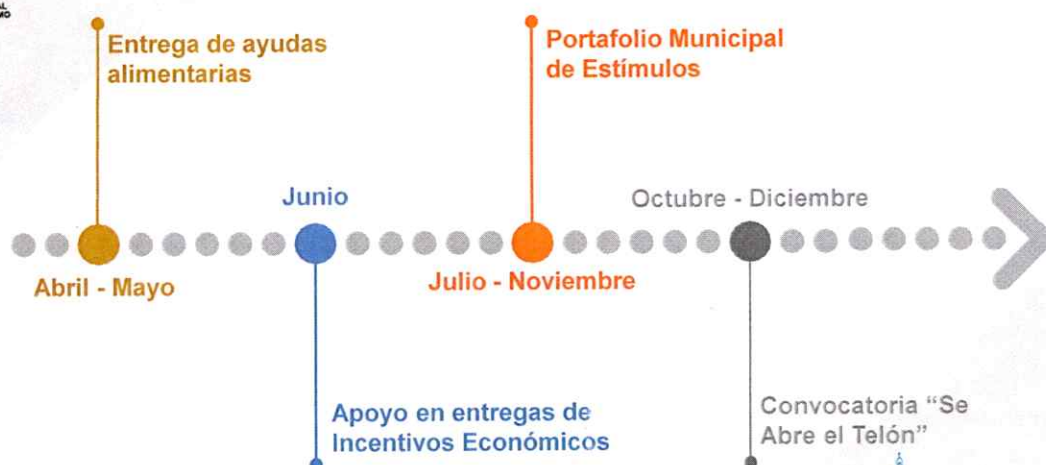 Entrega de ayudas
alimentarias
Portafolio Municipal
de Estímulos
Junio
Octubre - Diciembre
Abril - Mayo
Julio - Noviembre
Apoyo en entregas de
Incentivos Económicos
Convocatoria “Se
Abre el Telón”